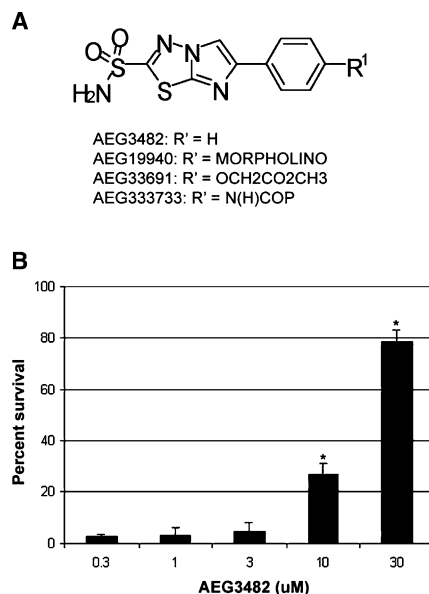 A
O
O
S
H2N
N
N
S
N
R1
AEG3482: R' = H
AEG19940: R' = MORPHOLINO
AEG33691: R' = OCH2CO2CH3
AEG333733: R' = N(H)COP
B
Percent survival
100
80
60
40
20
0
*
*
0.3 1 3 10 30
AEG3482 (uM)